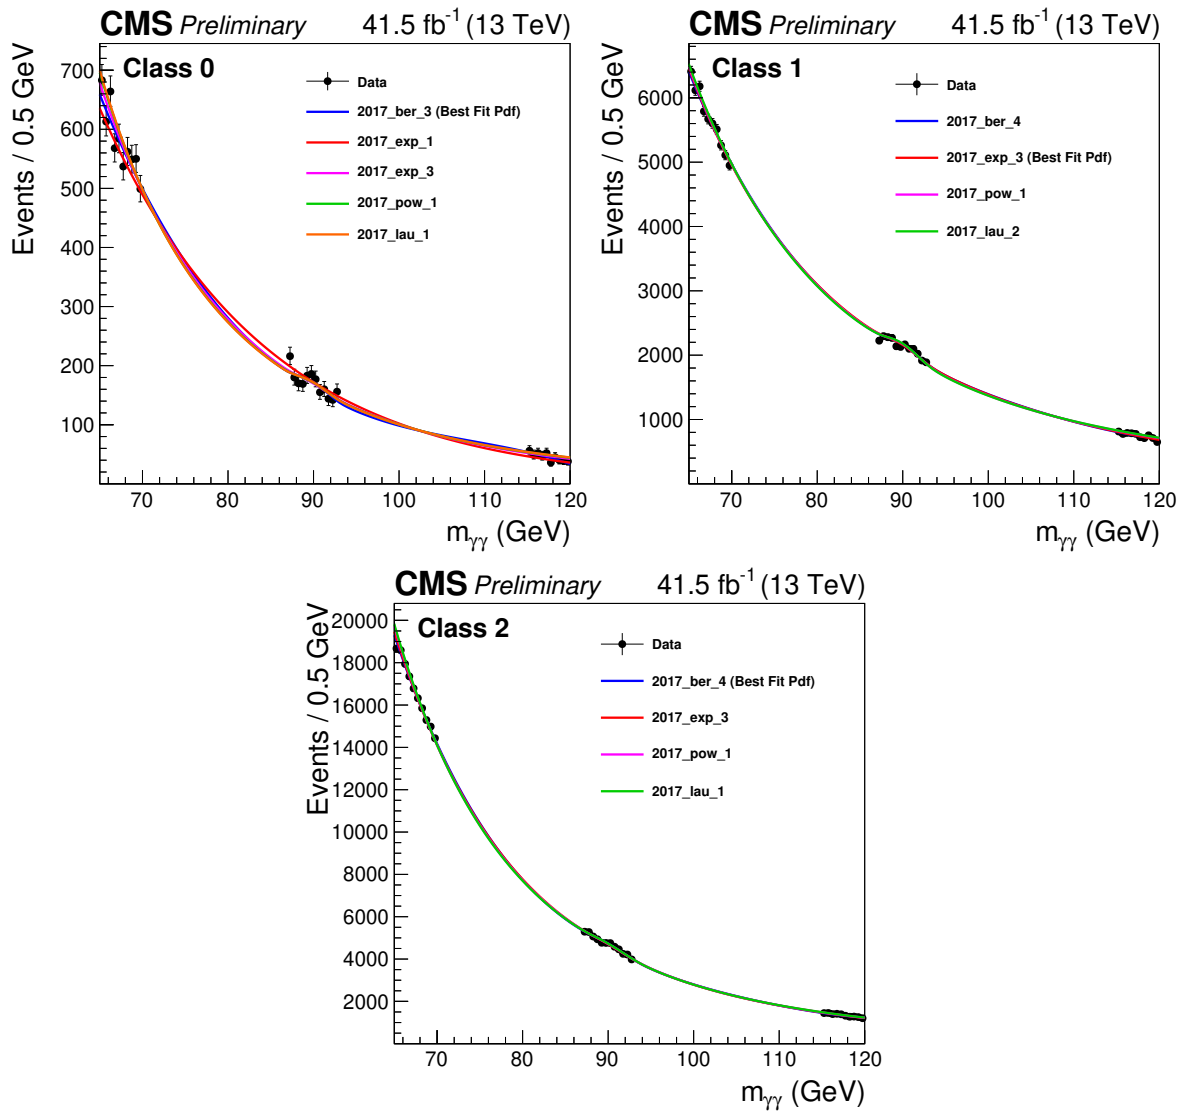 CMS Preliminary 41.5 fb⁻¹ (13 TeV)
Class 0
Events / 0.5 GeV
700
600
500
400
300
200
100
Data
2017_ber_3 (Best Fit Pdf)
2017_exp_1
2017_exp_3
2017_pow_1
2017_lau_1
70 80 90 100 110 120
m_γγ (GeV)
CMS Preliminary 41.5 fb⁻¹ (13 TeV)
Class 1
Events / 0.5 GeV
6000
5000
4000
3000
2000
1000
Data
2017_ber_4
2017_exp_3 (Best Fit Pdf)
2017_pow_1
2017_lau_2
70 80 90 100 110 120
m_γγ (GeV)
CMS Preliminary 41.5 fb⁻¹ (13 TeV)
Class 2
Events / 0.5 GeV
20000
18000
16000
14000
12000
10000
8000
6000
4000
2000
Data
2017_ber_4 (Best Fit Pdf)
2017_exp_3
2017_pow_1
2017_lau_1
70 80 90 100 110 120
m_γγ (GeV)